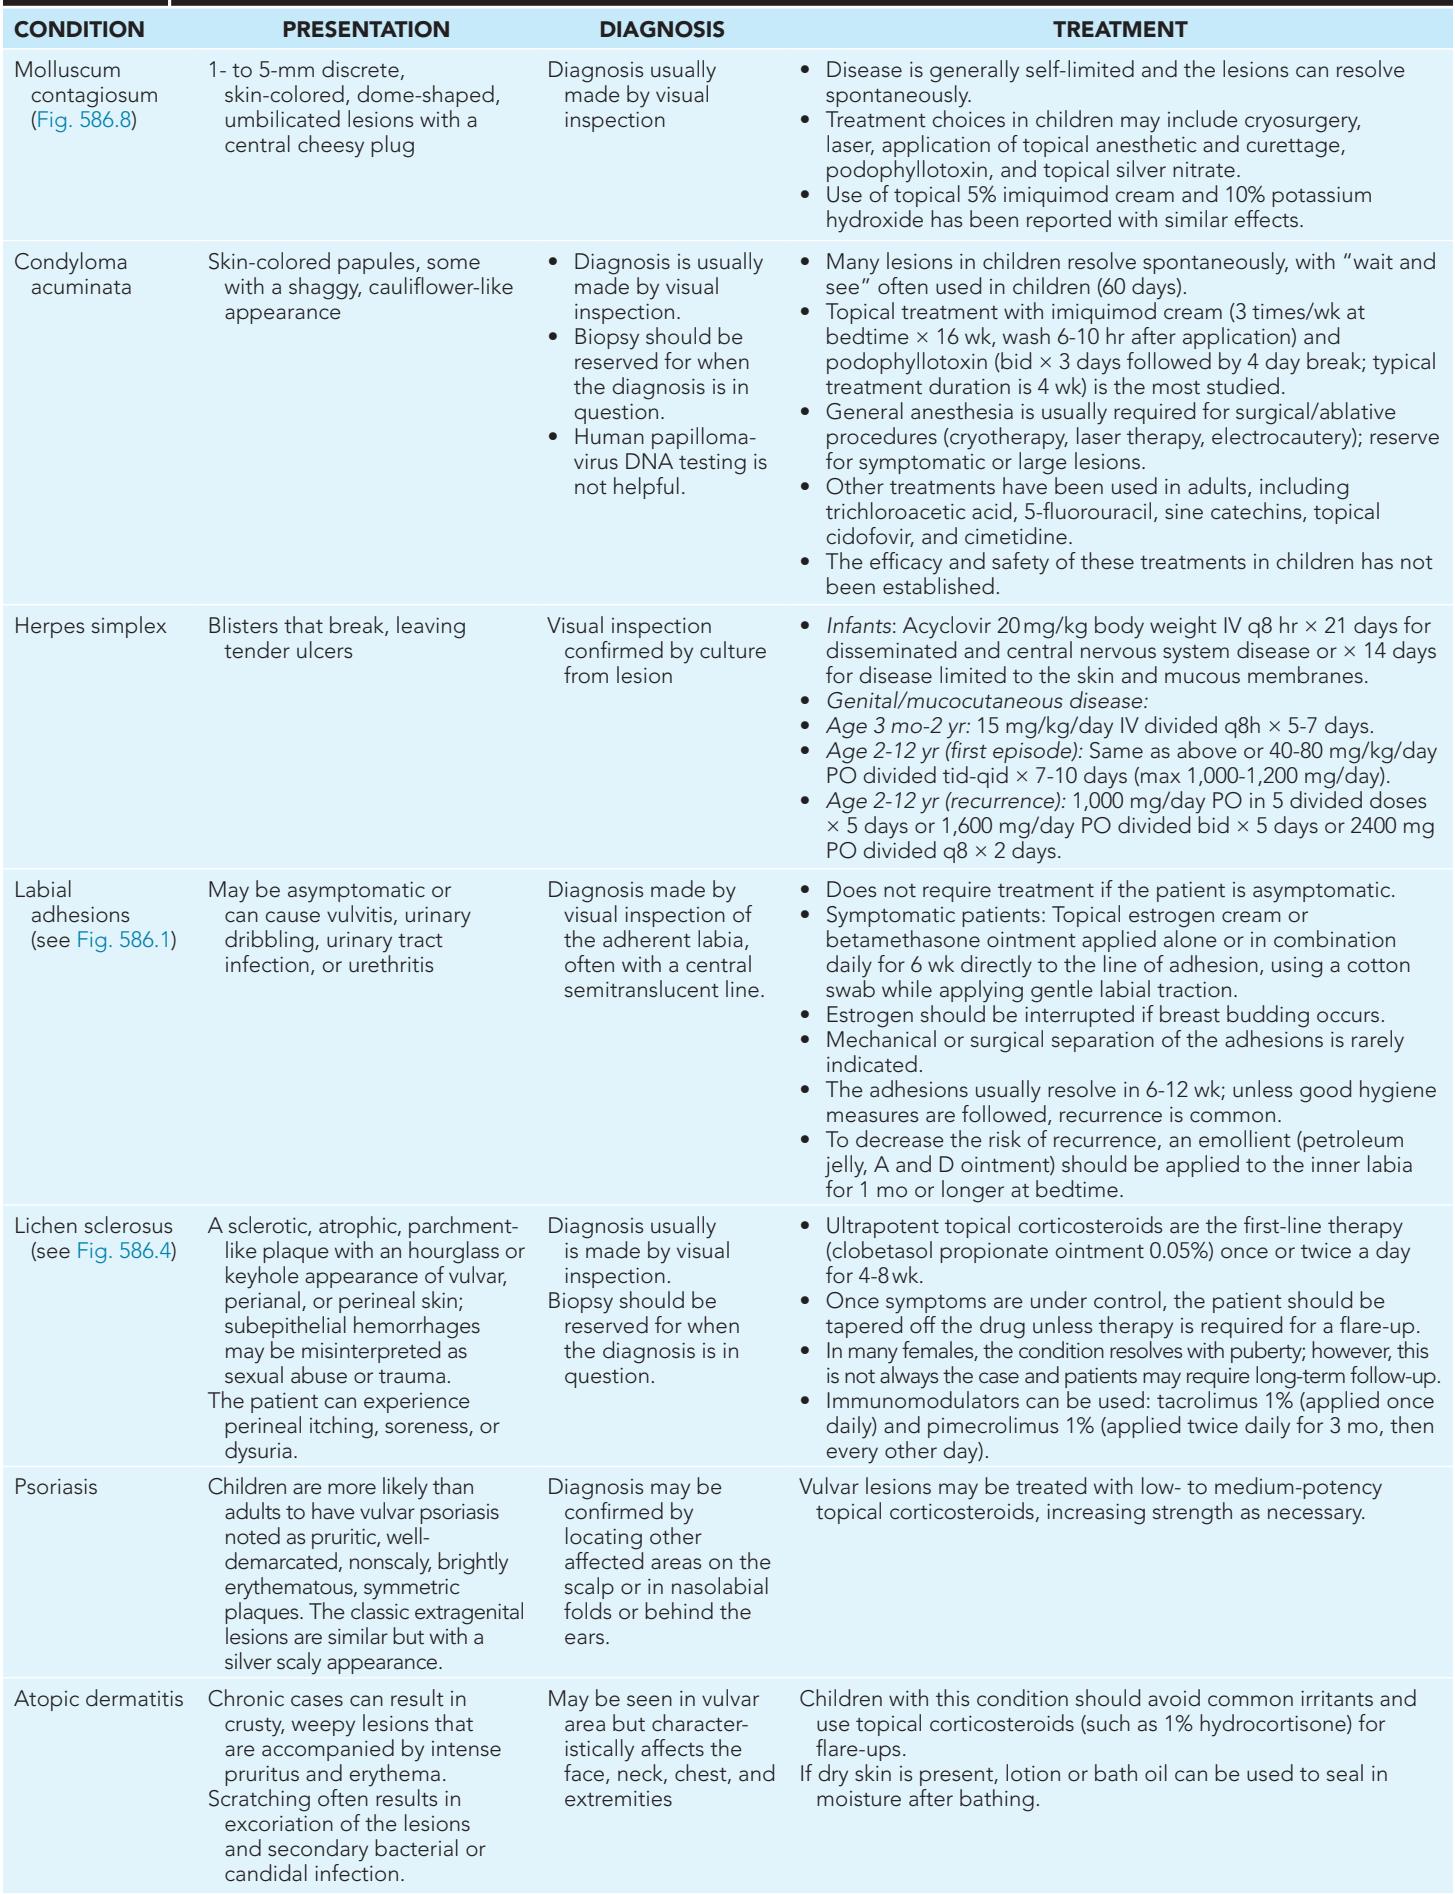 CONDITION
PRESENTATION
DIAGNOSIS
TREATMENT
Molluscum
contagiosum
(Fig. 586.8)
1- to 5-mm discrete,
skin-colored, dome-shaped,
umbilicated lesions with a
central cheesy plug
Diagnosis usually
made by visual
inspection
• Disease is generally self-limited and the lesions can resolve
spontaneously.
• Treatment choices in children may include cryosurgery,
laser, application of topical anesthetic and curettage,
podophyllotoxin, and topical silver nitrate.
• Use of topical 5% imiquimod cream and 10% potassium
hydroxide has been reported with similar effects.
Condyloma
acuminata
Skin-colored papules, some
with a shaggy, cauliflower-like
appearance
• Diagnosis is usually
made by visual
inspection.
• Biopsy should be
reserved for when
the diagnosis is in
question.
• Human papilloma-
virus DNA testing is
not helpful.
• Many lesions in children resolve spontaneously, with “wait and
see” often used in children (60 days).
• Topical treatment with imiquimod cream (3 times/wk at
bedtime × 16 wk, wash 6-10 hr after application) and
podophyllotoxin (bid × 3 days followed by 4 day break; typical
treatment duration is 4 wk) is the most studied.
• General anesthesia is usually required for surgical/ablative
procedures (cryotherapy, laser therapy, electrocautery); reserve
for symptomatic or large lesions.
• Other treatments have been used in adults, including
trichloroacetic acid, 5-fluorouracil, sine catechins, topical
cidofovir, and cimetidine.
• The efficacy and safety of these treatments in children has not
been established.
Herpes simplex
Blisters that break, leaving
tender ulcers
Visual inspection
confirmed by culture
from lesion
• Infants: Acyclovir 20 mg/kg body weight IV q8 hr × 21 days for
disseminated and central nervous system disease or × 14 days
for disease limited to the skin and mucous membranes.
• Genital/mucocutaneous disease:
• Age 3 mo-2 yr: 15 mg/kg/day IV divided q8h × 5-7 days.
• Age 2-12 yr (first episode): Same as above or 40-80 mg/kg/day
PO divided tid-qid × 7-10 days (max 1,000-1,200 mg/day).
• Age 2-12 yr (recurrence): 1,000 mg/day PO in 5 divided doses
× 5 days or 1,600 mg/day PO divided bid × 5 days or 2400 mg
PO divided q8 × 2 days.
Labial
adhesions
(see Fig. 586.1)
May be asymptomatic or
can cause vulvitis, urinary
dribbling, urinary tract
infection, or urethritis
Diagnosis made by
visual inspection of
the adherent labia,
often with a central
semitranslucent line.
• Does not require treatment if the patient is asymptomatic.
• Symptomatic patients: Topical estrogen cream or
betamethasone ointment applied alone or in combination
daily for 6 wk directly to the line of adhesion, using a cotton
swab while applying gentle labial traction.
• Estrogen should be interrupted if breast budding occurs.
• Mechanical or surgical separation of the adhesions is rarely
indicated.
• The adhesions usually resolve in 6-12 wk; unless good hygiene
measures are followed, recurrence is common.
• To decrease the risk of recurrence, an emollient (petroleum
jelly, A and D ointment) should be applied to the inner labia
for 1 mo or longer at bedtime.
Lichen sclerosus
(see Fig. 586.4)
A sclerotic, atrophic, parchment-
like plaque with an hourglass or
keyhole appearance of vulvar,
perianal, or perineal skin;
subepithelial hemorrhages
may be misinterpreted as
sexual abuse or trauma.
The patient can experience
perineal itching, soreness, or
dysuria.
Diagnosis usually
is made by visual
inspection.
Biopsy should be
reserved for when
the diagnosis is in
question.
• Ultrapotent topical corticosteroids are the first-line therapy
(clobetasol propionate ointment 0.05%) once or twice a day
for 4-8 wk.
• Once symptoms are under control, the patient should be
tapered off the drug unless therapy is required for a flare-up.
• In many females, the condition resolves with puberty; however, this
is not always the case and patients may require long-term follow-up.
• Immunomodulators can be used: tacrolimus 1% (applied once
daily) and pimecrolimus 1% (applied twice daily for 3 mo, then
every other day).
Psoriasis
Children are more likely than
adults to have vulvar psoriasis
noted as pruritic, well-
demarcated, nonscaly, brightly
erythematous, symmetric
plaques. The classic extragenital
lesions are similar but with a
silver scaly appearance.
Diagnosis may be
confirmed by
locating other
affected areas on the
scalp or in nasolabial
folds or behind the
ears.
Vulvar lesions may be treated with low- to medium-potency
topical corticosteroids, increasing strength as necessary.
Atopic dermatitis
Chronic cases can result in
crusty, weepy lesions that
are accompanied by intense
pruritus and erythema.
Scratching often results in
excoriation of the lesions
and secondary bacterial or
candidal infection.
May be seen in vulvar
area but character-
istically affects the
face, neck, chest, and
extremities
Children with this condition should avoid common irritants and
use topical corticosteroids (such as 1% hydrocortisone) for
flare-ups.
If dry skin is present, lotion or bath oil can be used to seal in
moisture after bathing.